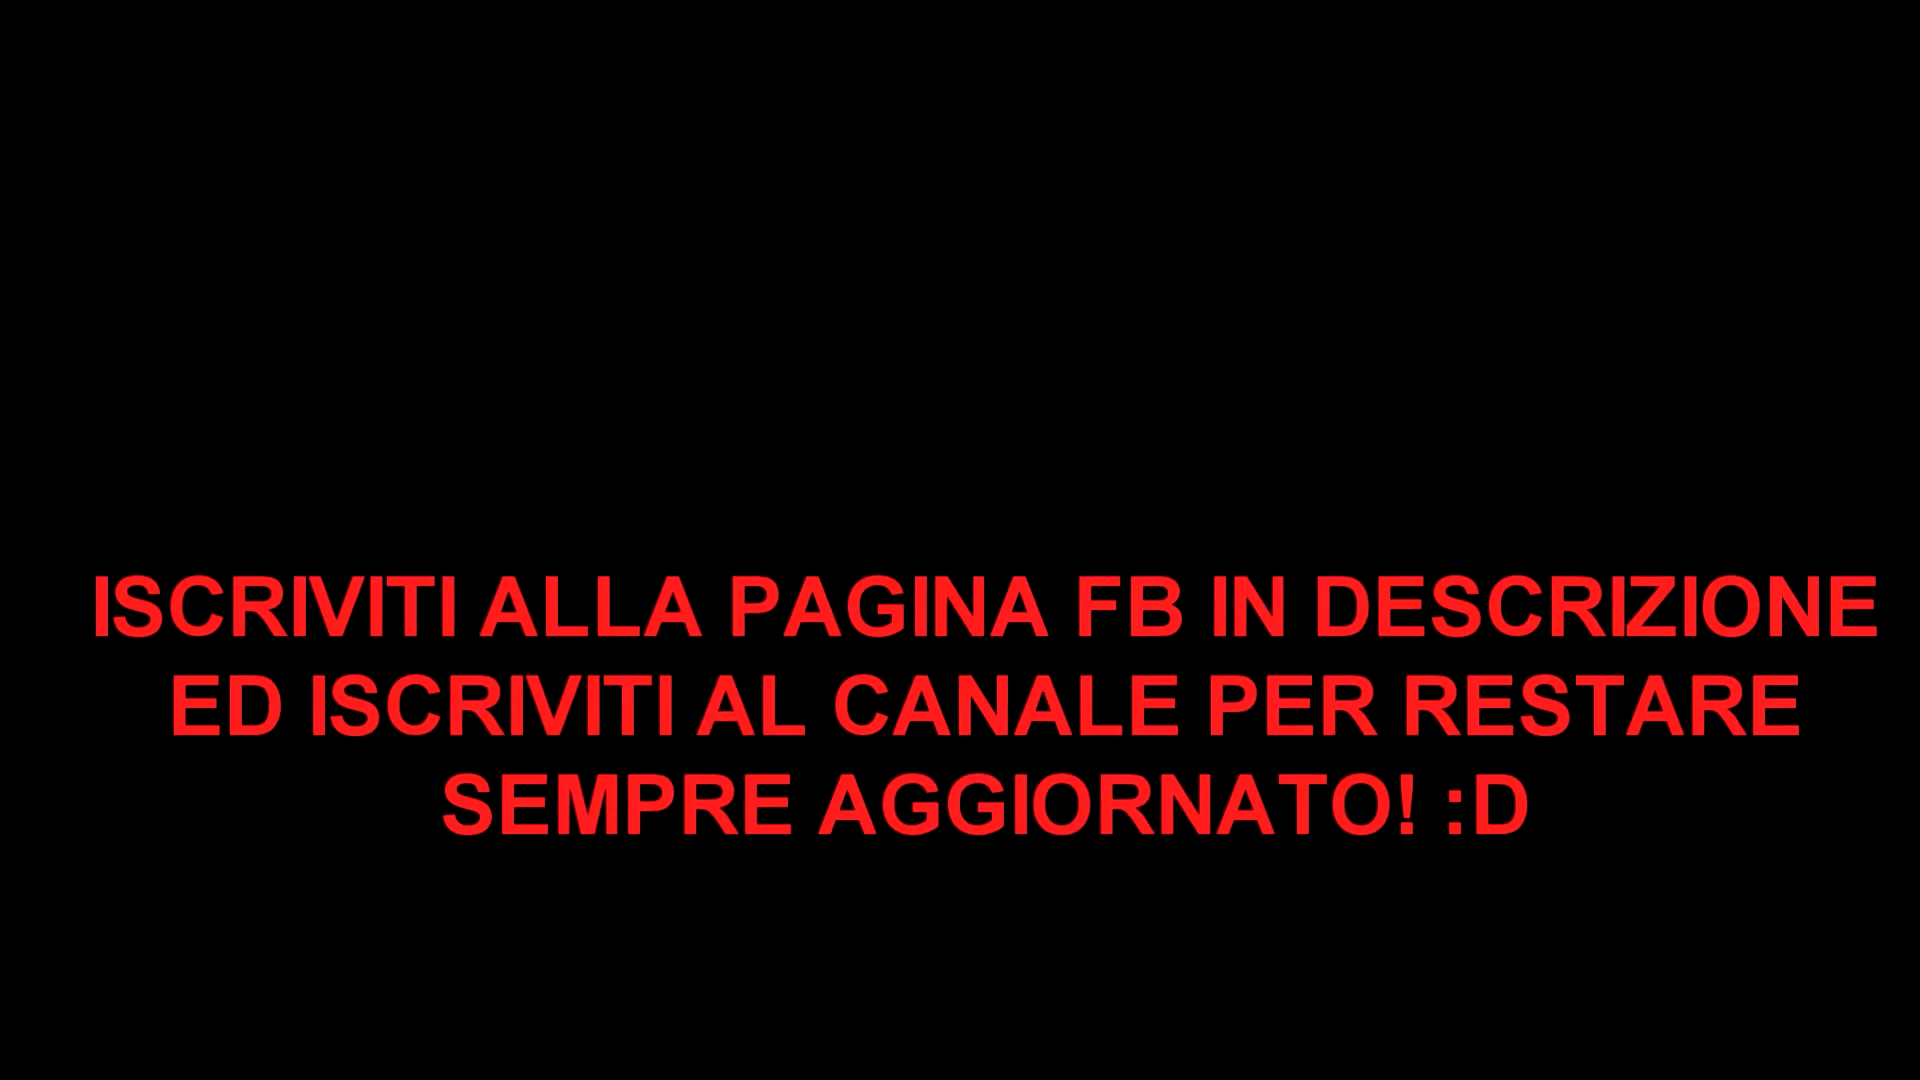 ISCRIVITI ALLA PAGINA FB IN DESCRIZIONE
ED ISCRIVITI AL CANALE PER RESTARE
SEMPRE AGGIORNATO! :D